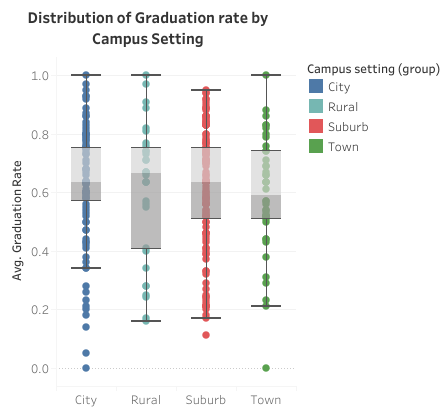 Distribution of Graduation rate by
Campus Setting
Campus setting (group)
City
Rural
Suburb
Town
Avg. Graduation Rate
1.0
0.8
0.6
0.4
0.2
0.0
City Rural Suburb Town